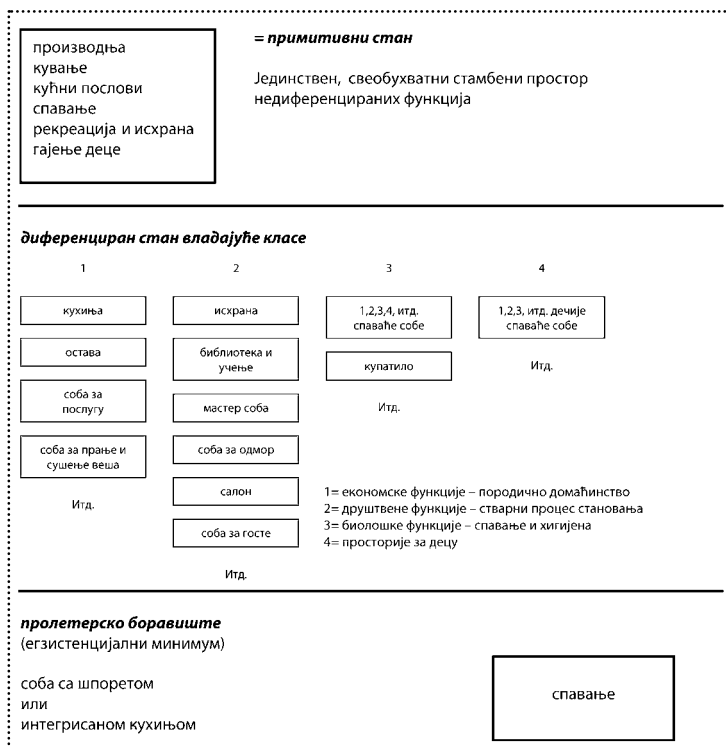 производња
кување
кућни послови
спавање
рекреација и исхрана
гајење деце
= примитивни стан
Јединствен, свеобухватни стамбени простор
недиференцираних функција
диференциран стан владајуће класе
1
2
3
4
кухиња
остава
соба за
послугу
соба за прање и
сушење веша
Итд.
исхрана
библиотека и
учење
мастер соба
соба за одмор
салон
соба за госте
Итд.
1,2,3,4, итд.
спаваће собе
купатило
Итд.
1,2,3, итд. дечије
спаваће собе
Итд.
1= економске функције – породично домаћинство
2= друштвене функције – стварни процес становања
3= биолошке функције – спавање и хигијена
4= просторије за децу
пролетерско боравиште
(егзистенцијални минимум)
соба са шпоретом
или
интегрисаном кухињом
спавање